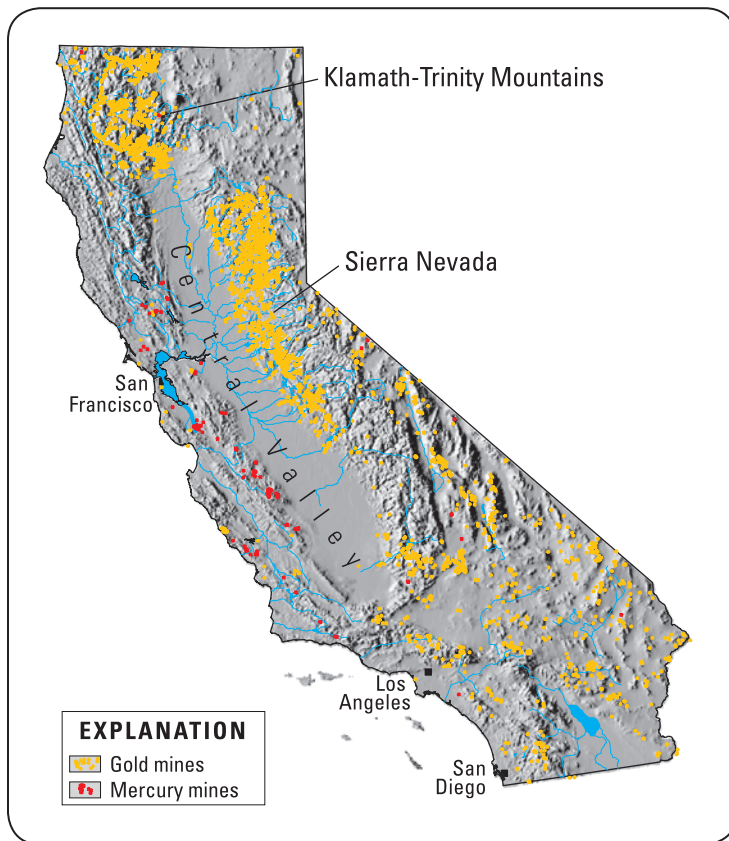 Klamath-Trinity Mountains
Sierra Nevada
Central Valley
San
Francisco
Los
Angeles
San
Diego
EXPLANATION
Gold mines
Mercury mines